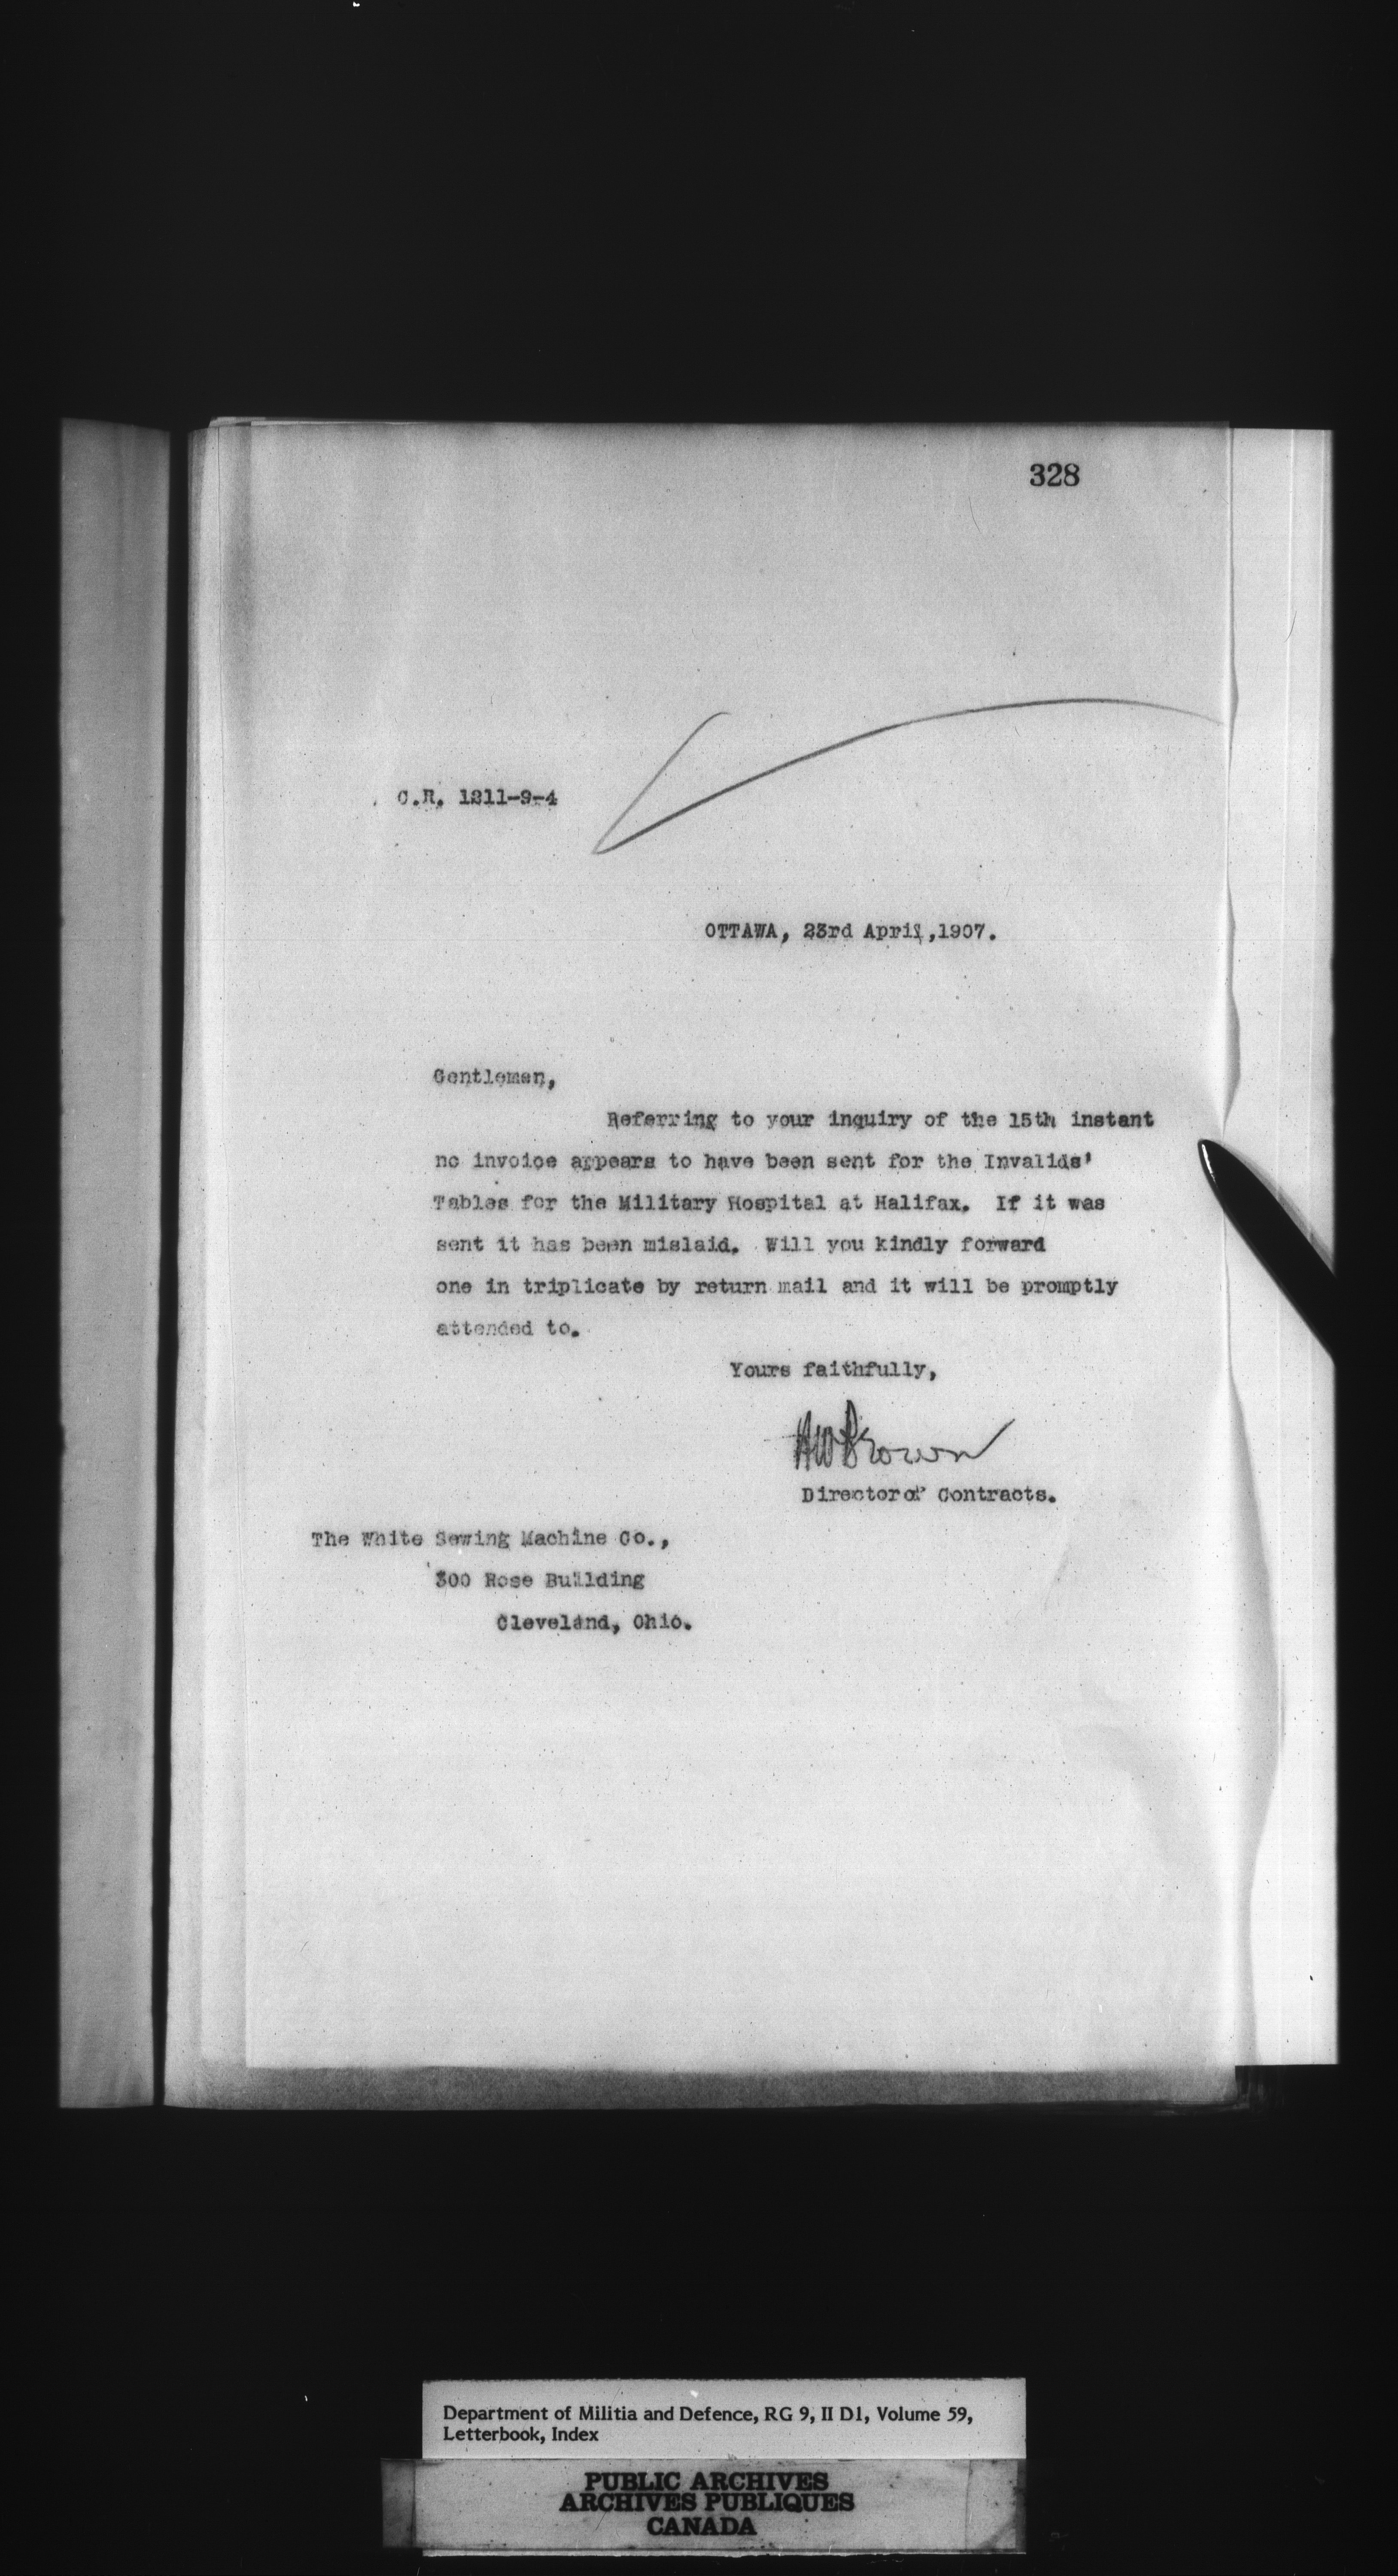 328
C.R. 1211-9-4
OTTAWA, 23rd April,1907.
Gentlemen,
Referring to your inquiry of the 15th instant
no invoice appears to have been sent for the Invalids'
Tables for the Military Hospital at Halifax. If it was
sent it has been mislaid. Will you kindly forward
one in triplicate by return mail and it will be promptly
attended to.
Yours faithfully,
HWBrown
Director of Contracts.
The White Sewing Machine Co.,
300 Rose Building
Cleveland, Ohio.
Department of Militia and Defence, RG 9, II D1, Volume 59,
Letterbook, Index
PUBLIC ARCHIVES
ARCHIVES PUBLIQUES
CANADA